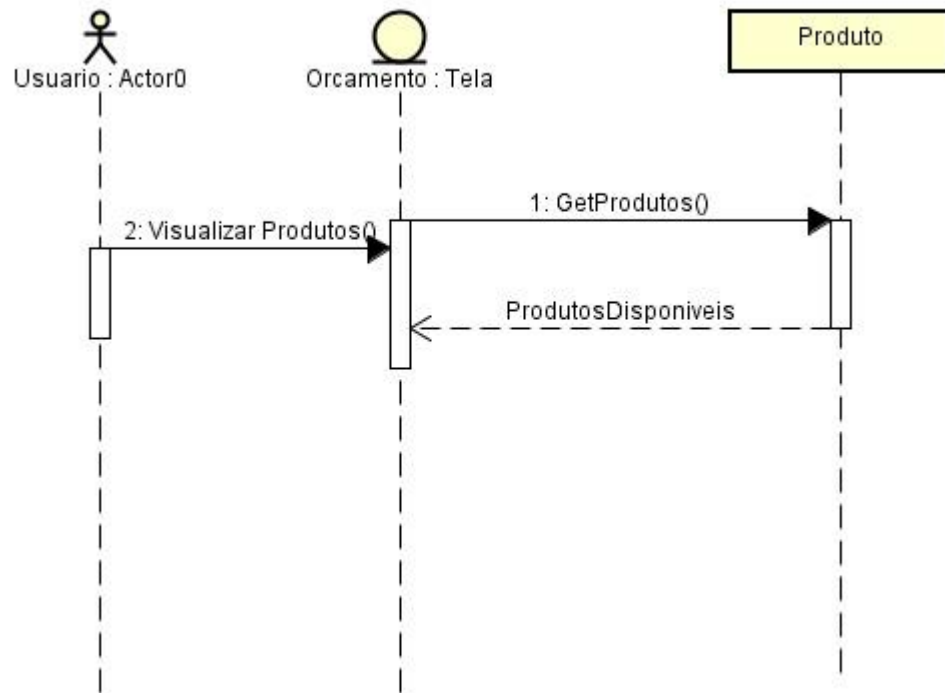 Usuario : Actor0
Orcamento : Tela
Produto
1: GetProdutos()
2: Visualizar Produtos()
ProdutosDisponiveis